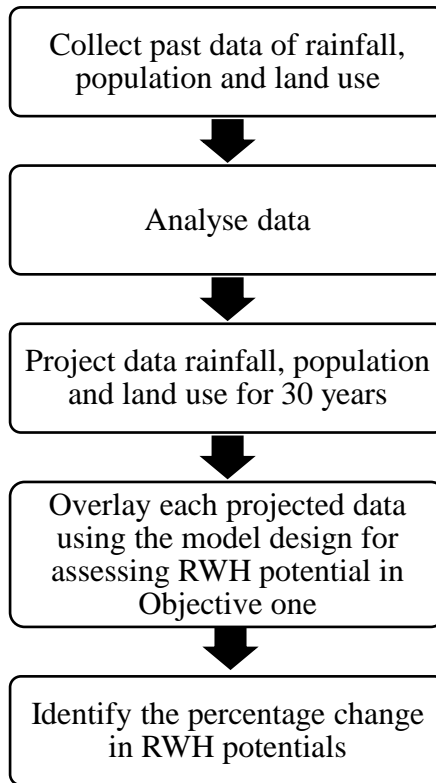 Collect past data of rainfall,
population and land use
Analyse data
Project data rainfall, population
and land use for 30 years
Overlay each projected data
using the model design for
assessing RWH potential in
Objective one
Identify the percentage change
in RWH potentials